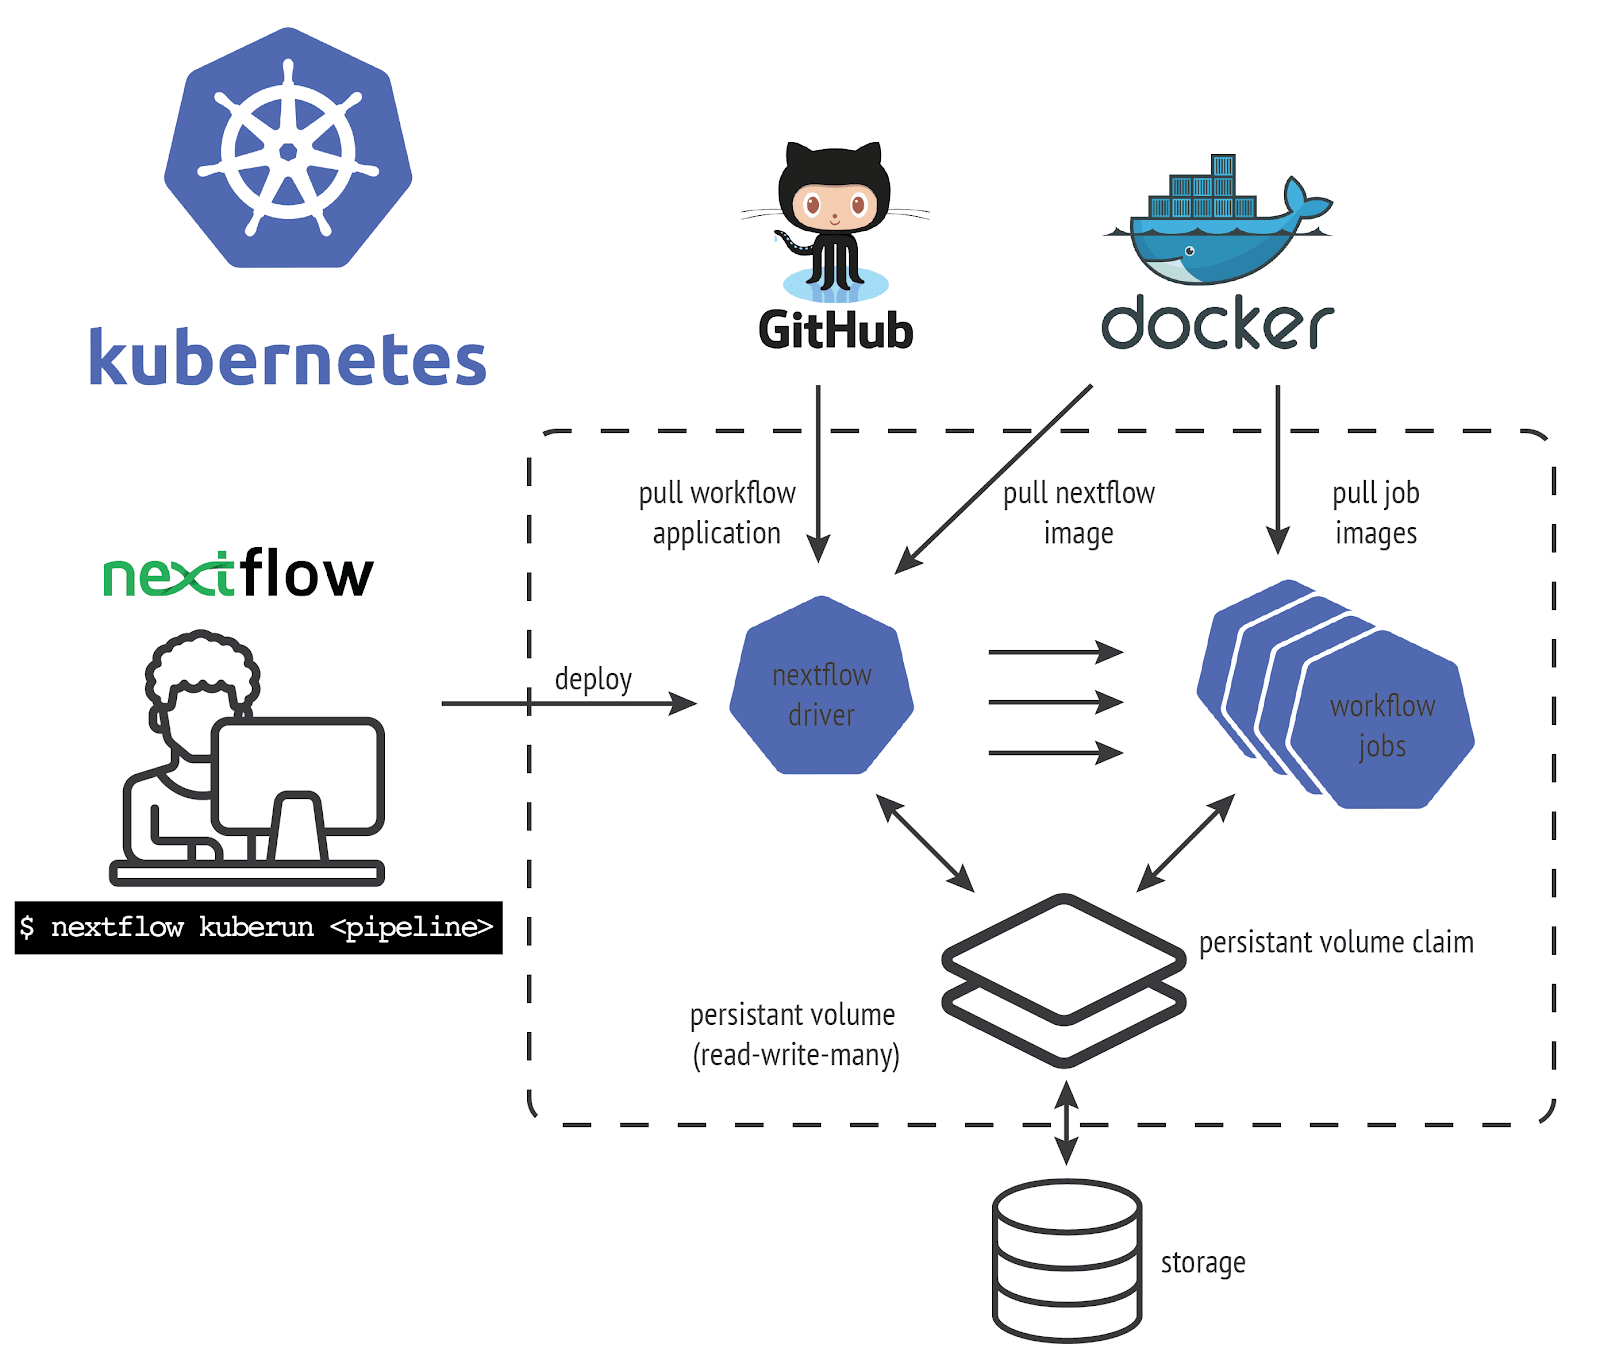 kubernetes
GitHub
docker
pull workflow
application
pull nextflow
image
pull job
images
nextflow
deploy
nextflow
driver
workflow
jobs
$ nextflow kuberun <pipeline>
persistant volume claim
persistant volume
(read-write-many)
storage